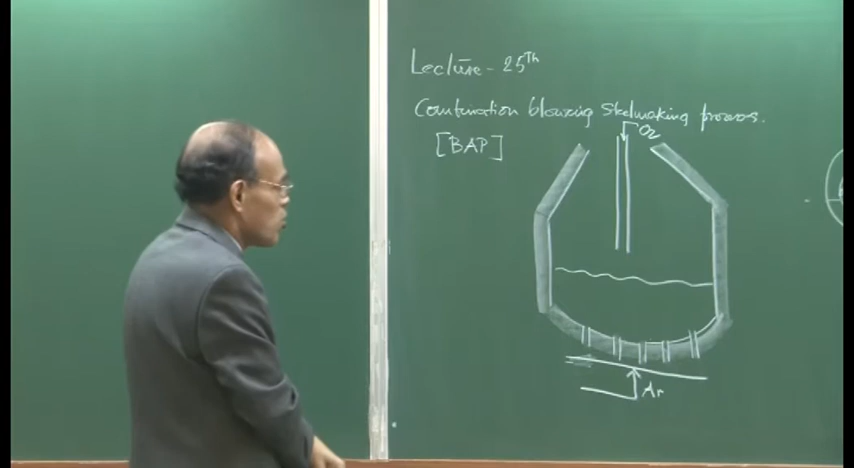 Lecture - 25Th
Combination blowing steelmaking process.
[BAP]
O2
Ar